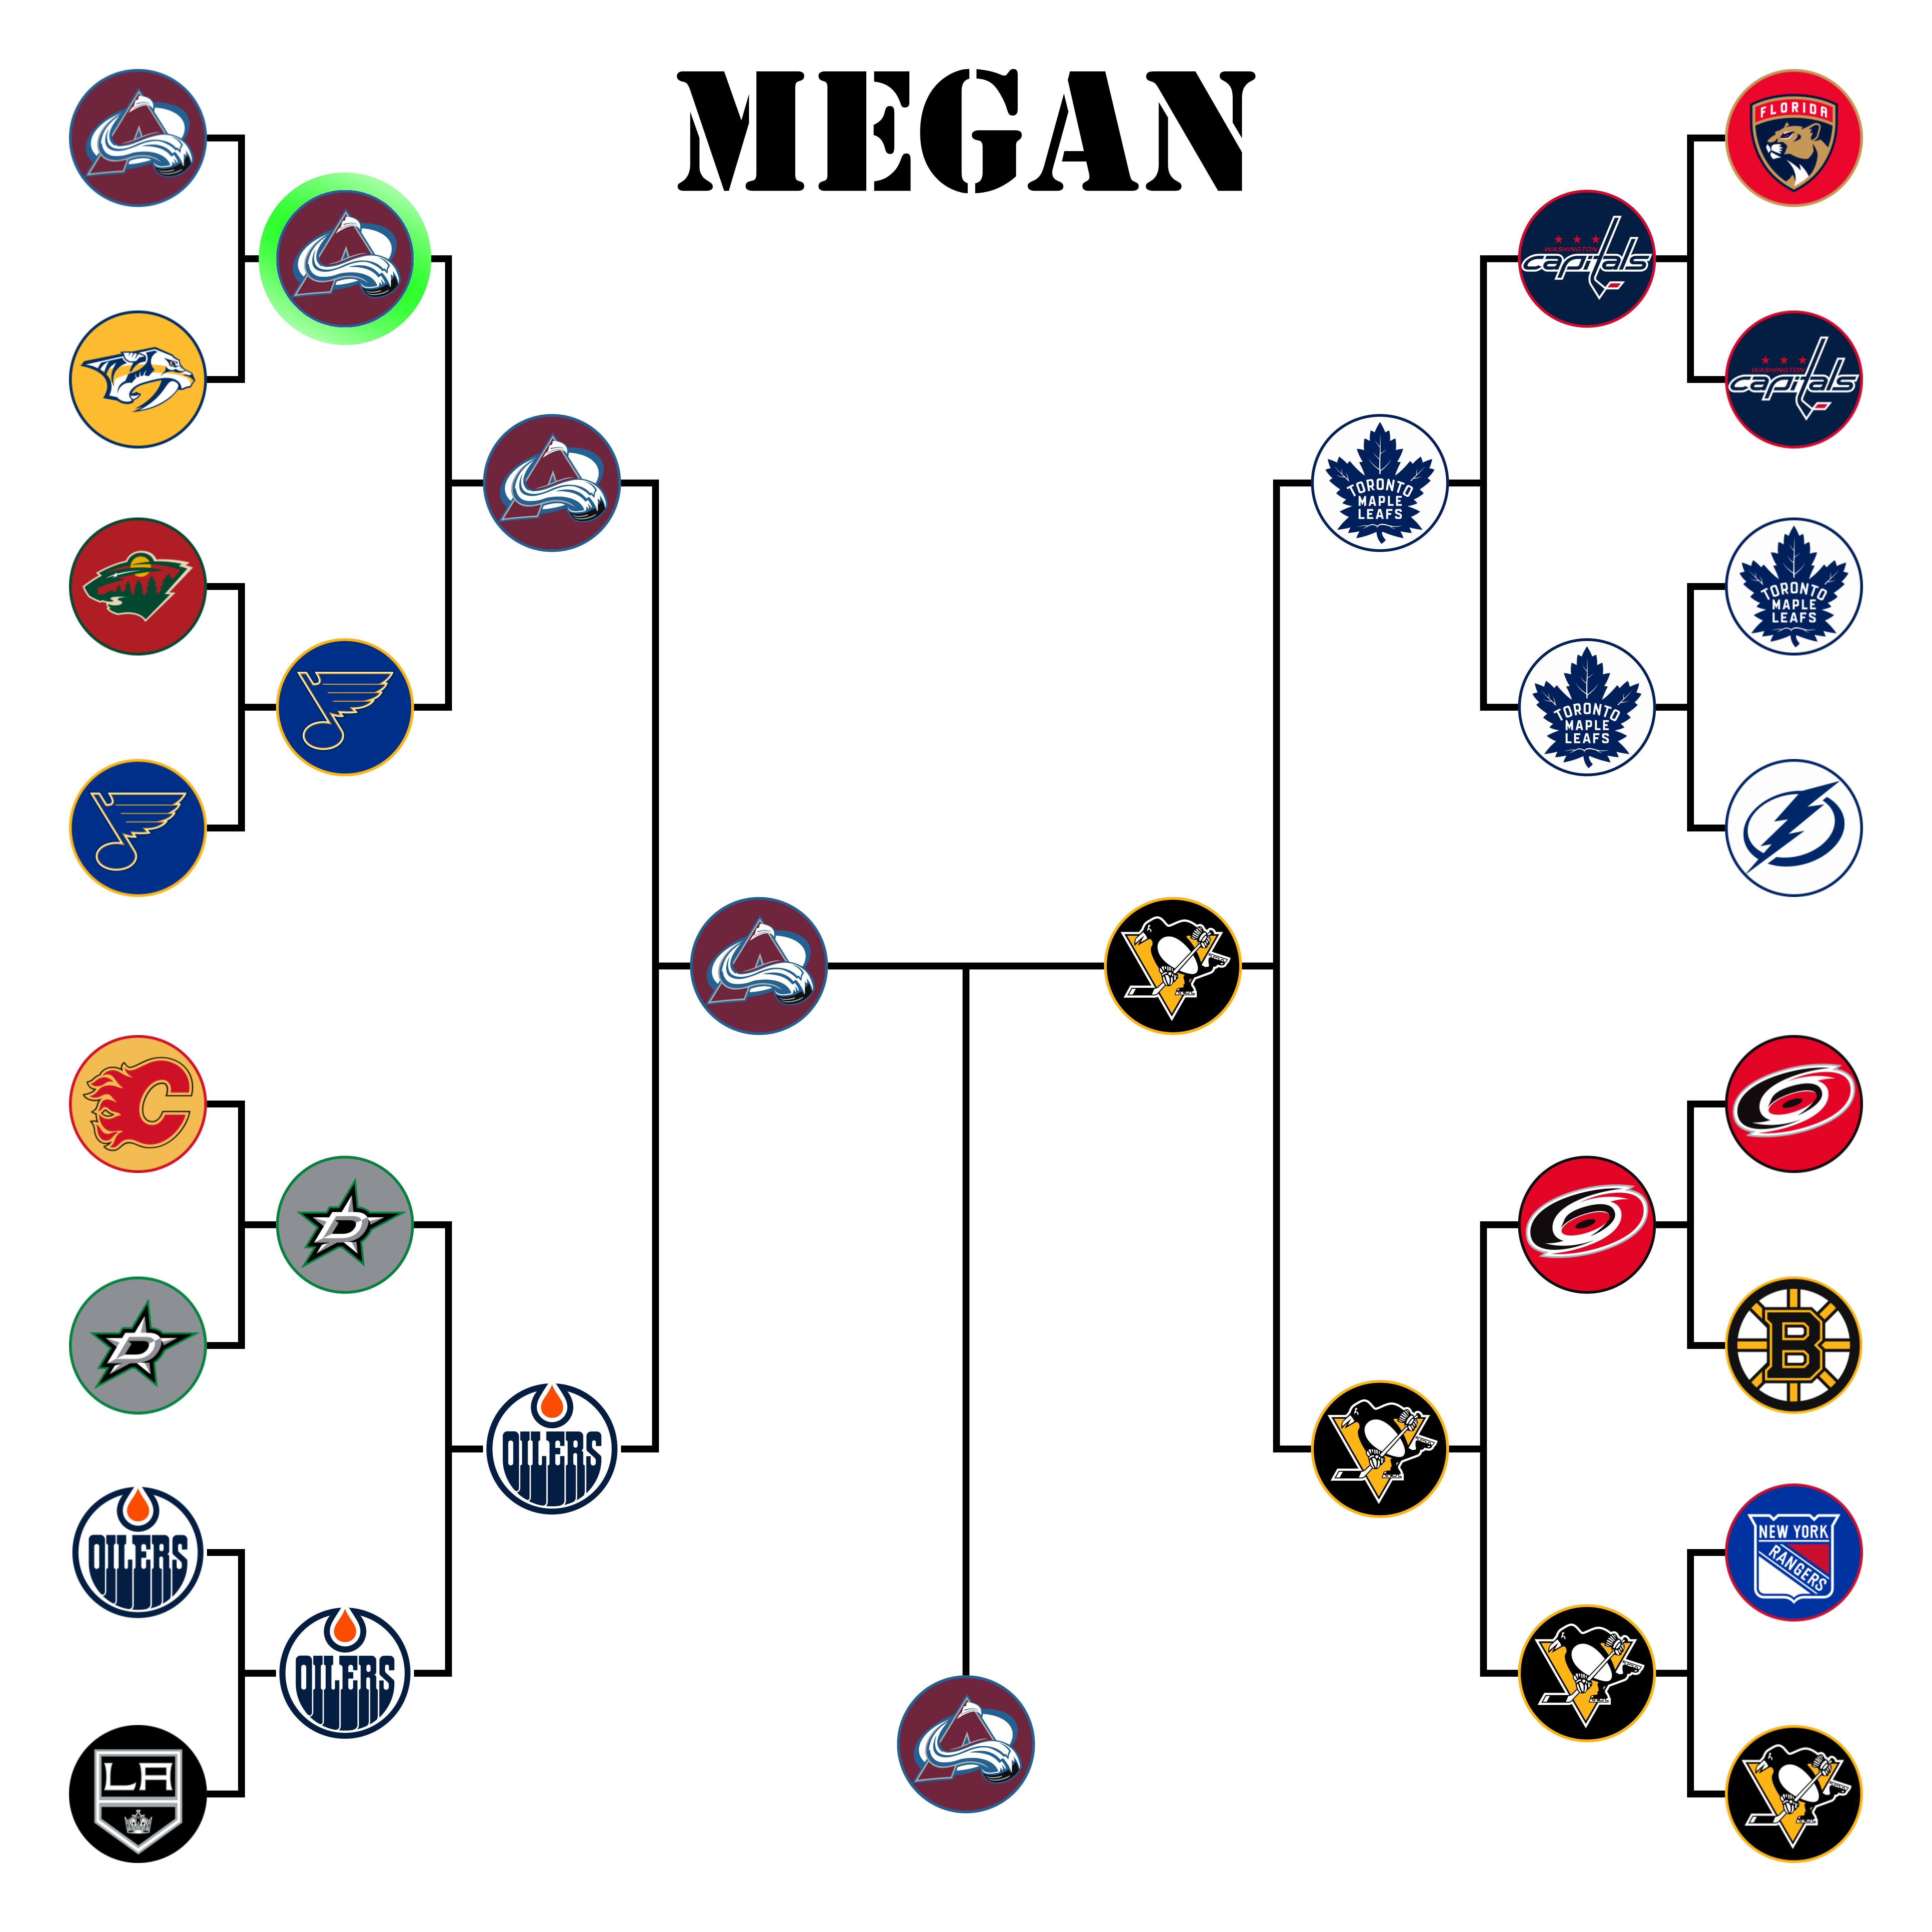 MEGAN
FLORIDA
A
A
WASHINGTON
capitals
WASHINGTON
capitals
A
TORONTO
MAPLE
LEAFS
TORONTO
MAPLE
LEAFS
TORONTO
MAPLE
LEAFS
A
C
D
D
B
OILERS
OILERS
NEW YORK
RANGERS
OILERS
A
LA